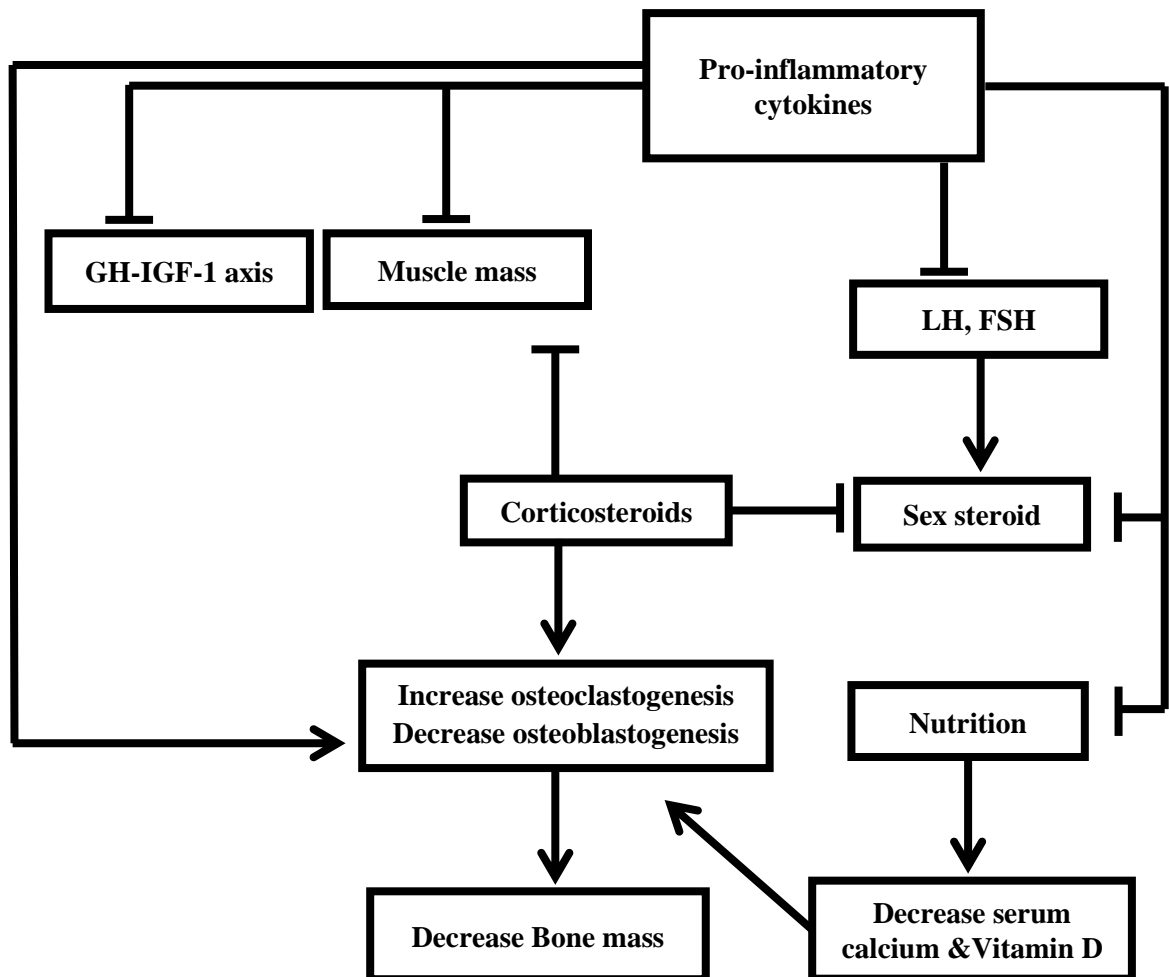 Pro-inflammatory
cytokines
GH-IGF-1 axis
Muscle mass
LH, FSH
Corticosteroids
Sex steroid
Increase osteoclastogenesis
Decrease osteoblastogenesis
Nutrition
Decrease Bone mass
Decrease serum
calcium &Vitamin D